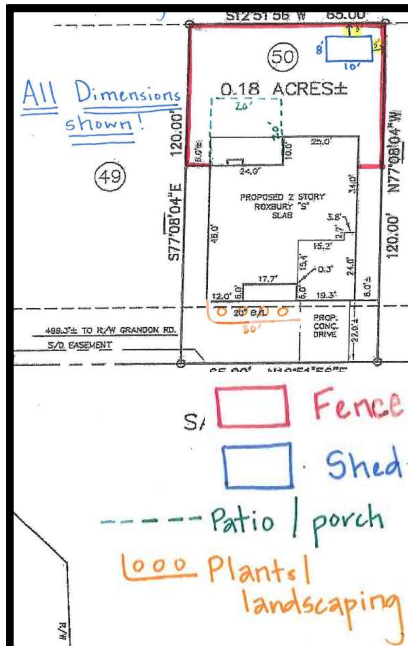 S12°51'56"W 65.00'
3'
50
8'
5'
10'
0.18 ACRES±
All Dimensions
shown!
20'
20'
120.00'
8.0'±
24.0'
10.0'
25.0'
N77°08'04"W
49
S77°08'04"E
PROPOSED 2 STORY
ROXBURY "S"
SLAB
34.0'
48.0'
3.8'
2.7'
15.2'
120.00'
15.4'
24.0'
0.3'
17.7'
12.0'
6.0'
6.0'
19.3'
8.0'±
20' B/L
20'
PROP.
CONC.
DRIVE
22.0'±
499.3'± TO R/W GRANDON RD.
S/D EASEMENT
Fence
Shed
Patio / porch
Plants/
landscaping
R/W